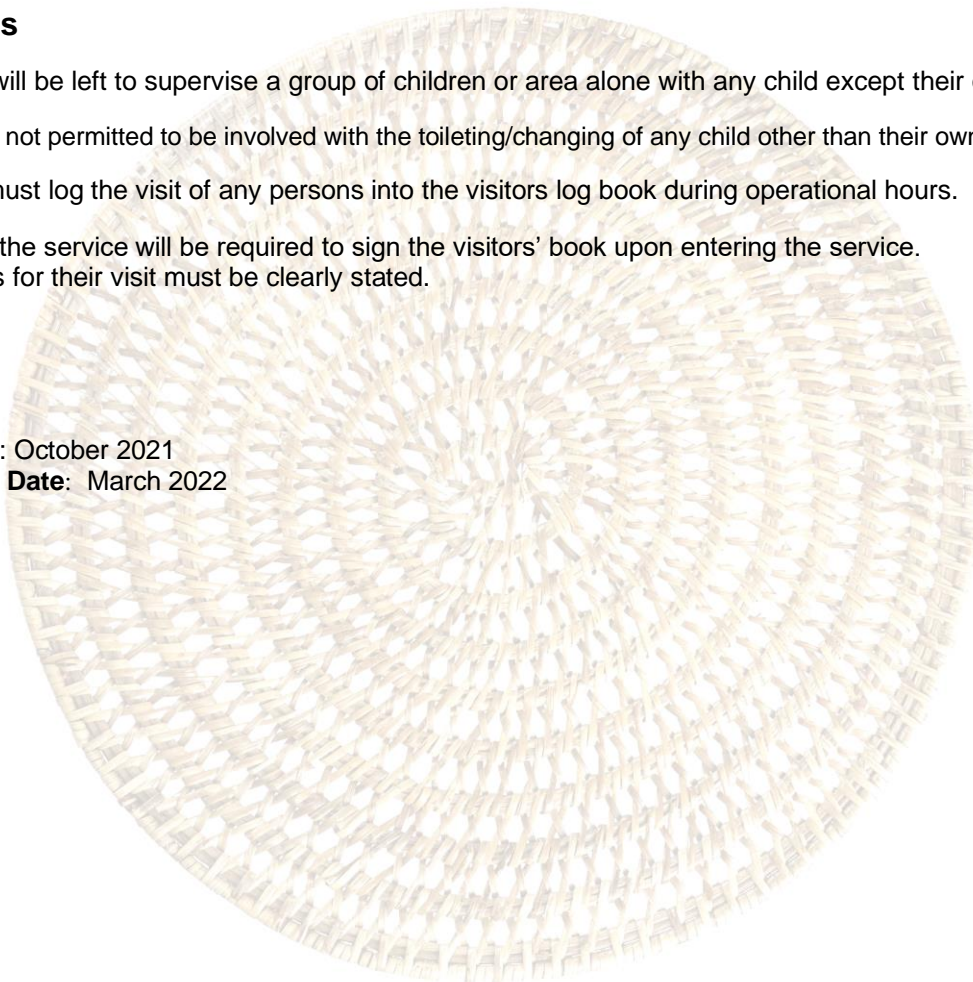 s
will be left to supervise a group of children or area alone with any child except their
not permitted to be involved with the toileting/changing of any child other than their own
must log the visit of any persons into the visitors log book during operational hours.
the service will be required to sign the visitors’ book upon entering the service.
s for their visit must be clearly stated.
: October 2021
Date: March 2022